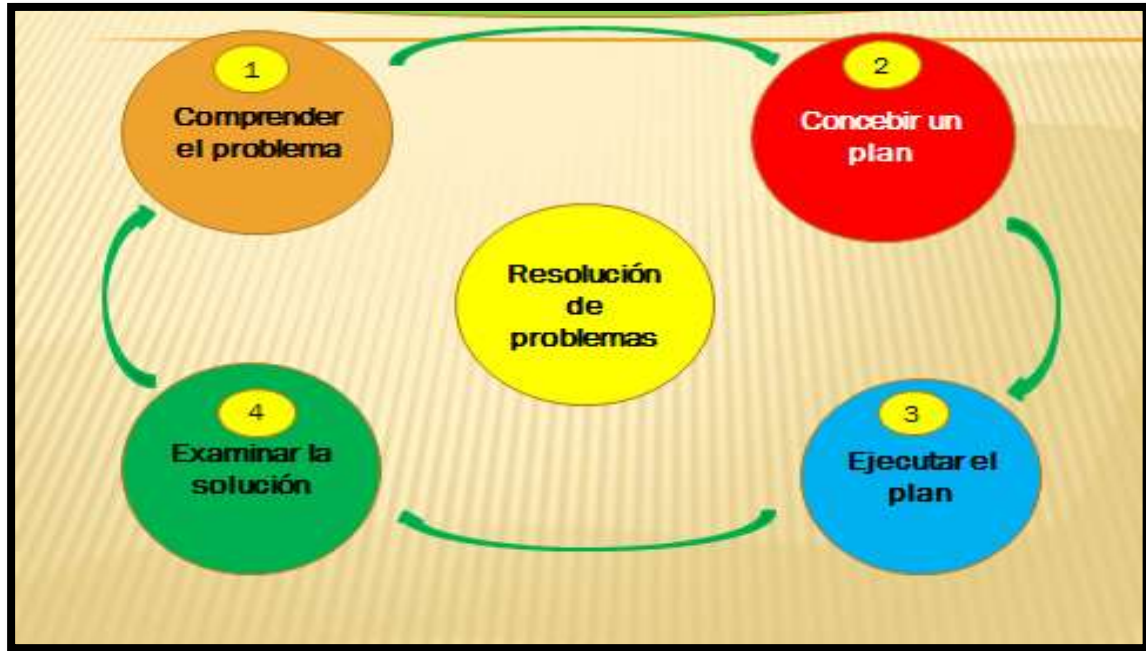 1
Comprender
el problema
2
Concebir un
plan
Resolución
de
problemas
3
Ejecutar el
plan
4
Examinar la
solución